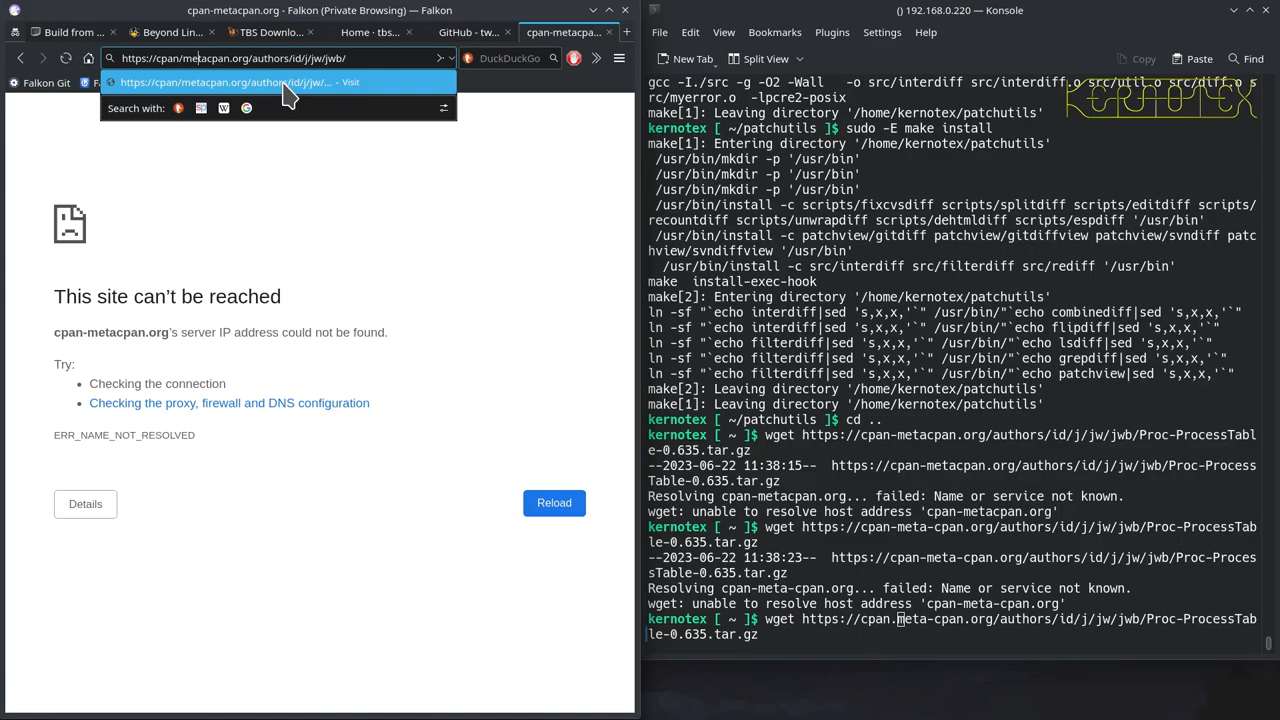 cpan-metacpan.org - Falkon (Private Browsing) — Falkon
Build from ...
Beyond Lin...
TBS Downlo...
Home · tbs...
GitHub - tw...
cpan-metacpa...
https://cpan/metacpan.org/authors/id/j/jw/jwb/
DuckDuckGo
Falkon Git
https://cpan/metacpan.org/authors/id/j/jw/... - Visit
Search with:
This site can't be reached
cpan-metacpan.org's server IP address could not be found.
Try:
• Checking the connection
• Checking the proxy, firewall and DNS configuration
ERR_NAME_NOT_RESOLVED
Details
Reload
() 192.168.0.220 — Konsole
File Edit View Bookmarks Plugins Settings Help
New Tab Split View Copy Paste Find
KERNOTEX
gcc -I./src -g -O2 -Wall -o src/interdiff src/interdiff.o src/util.o src/diff.o s
rc/myerror.o -lpcre2-posix
make[1]: Leaving directory '/home/kernotex/patchutils'
kernotex [ ~/patchutils ]$ sudo -E make install
make[1]: Entering directory '/home/kernotex/patchutils'
/usr/bin/mkdir -p '/usr/bin'
/usr/bin/mkdir -p '/usr/bin'
/usr/bin/mkdir -p '/usr/bin'
/usr/bin/install -c scripts/fixcvsdiff scripts/splitdiff scripts/editdiff scripts/
recountdiff scripts/unwrapdiff scripts/dehtmldiff scripts/espdiff '/usr/bin'
/usr/bin/install -c patchview/gitdiff patchview/gitdiffview patchview/svndiff patc
hview/svndiffview '/usr/bin'
/usr/bin/install -c src/interdiff src/filterdiff src/rediff '/usr/bin'
make install-exec-hook
make[2]: Entering directory '/home/kernotex/patchutils'
ln -sf "`echo interdiff|sed 's,x,x,'`" /usr/bin/"`echo combinediff|sed 's,x,x,'`"
ln -sf "`echo interdiff|sed 's,x,x,'`" /usr/bin/"`echo flipdiff|sed 's,x,x,'`"
ln -sf "`echo filterdiff|sed 's,x,x,'`" /usr/bin/"`echo lsdiff|sed 's,x,x,'`"
ln -sf "`echo filterdiff|sed 's,x,x,'`" /usr/bin/"`echo grepdiff|sed 's,x,x,'`"
ln -sf "`echo filterdiff|sed 's,x,x,'`" /usr/bin/"`echo patchview|sed 's,x,x,'`"
make[2]: Leaving directory '/home/kernotex/patchutils'
make[1]: Leaving directory '/home/kernotex/patchutils'
kernotex [ ~/patchutils ]$ cd ..
kernotex [ ~ ]$ wget https://cpan-metacpan.org/authors/id/j/jw/jwb/Proc-ProcessTabl
e-0.635.tar.gz
--2023-06-22 11:38:15-- https://cpan-metacpan.org/authors/id/j/jw/jwb/Proc-Process
Table-0.635.tar.gz
Resolving cpan-metacpan.org... failed: Name or service not known.
wget: unable to resolve host address 'cpan-metacpan.org'
kernotex [ ~ ]$ wget https://cpan-meta-cpan.org/authors/id/j/jw/jwb/Proc-ProcessTab
le-0.635.tar.gz
--2023-06-22 11:38:23-- https://cpan-meta-cpan.org/authors/id/j/jw/jwb/Proc-Proces
sTable-0.635.tar.gz
Resolving cpan-meta-cpan.org... failed: Name or service not known.
wget: unable to resolve host address 'cpan-meta-cpan.org'
kernotex [ ~ ]$ wget https://cpan.meta-cpan.org/authors/id/j/jw/jwb/Proc-ProcessTab
le-0.635.tar.gz